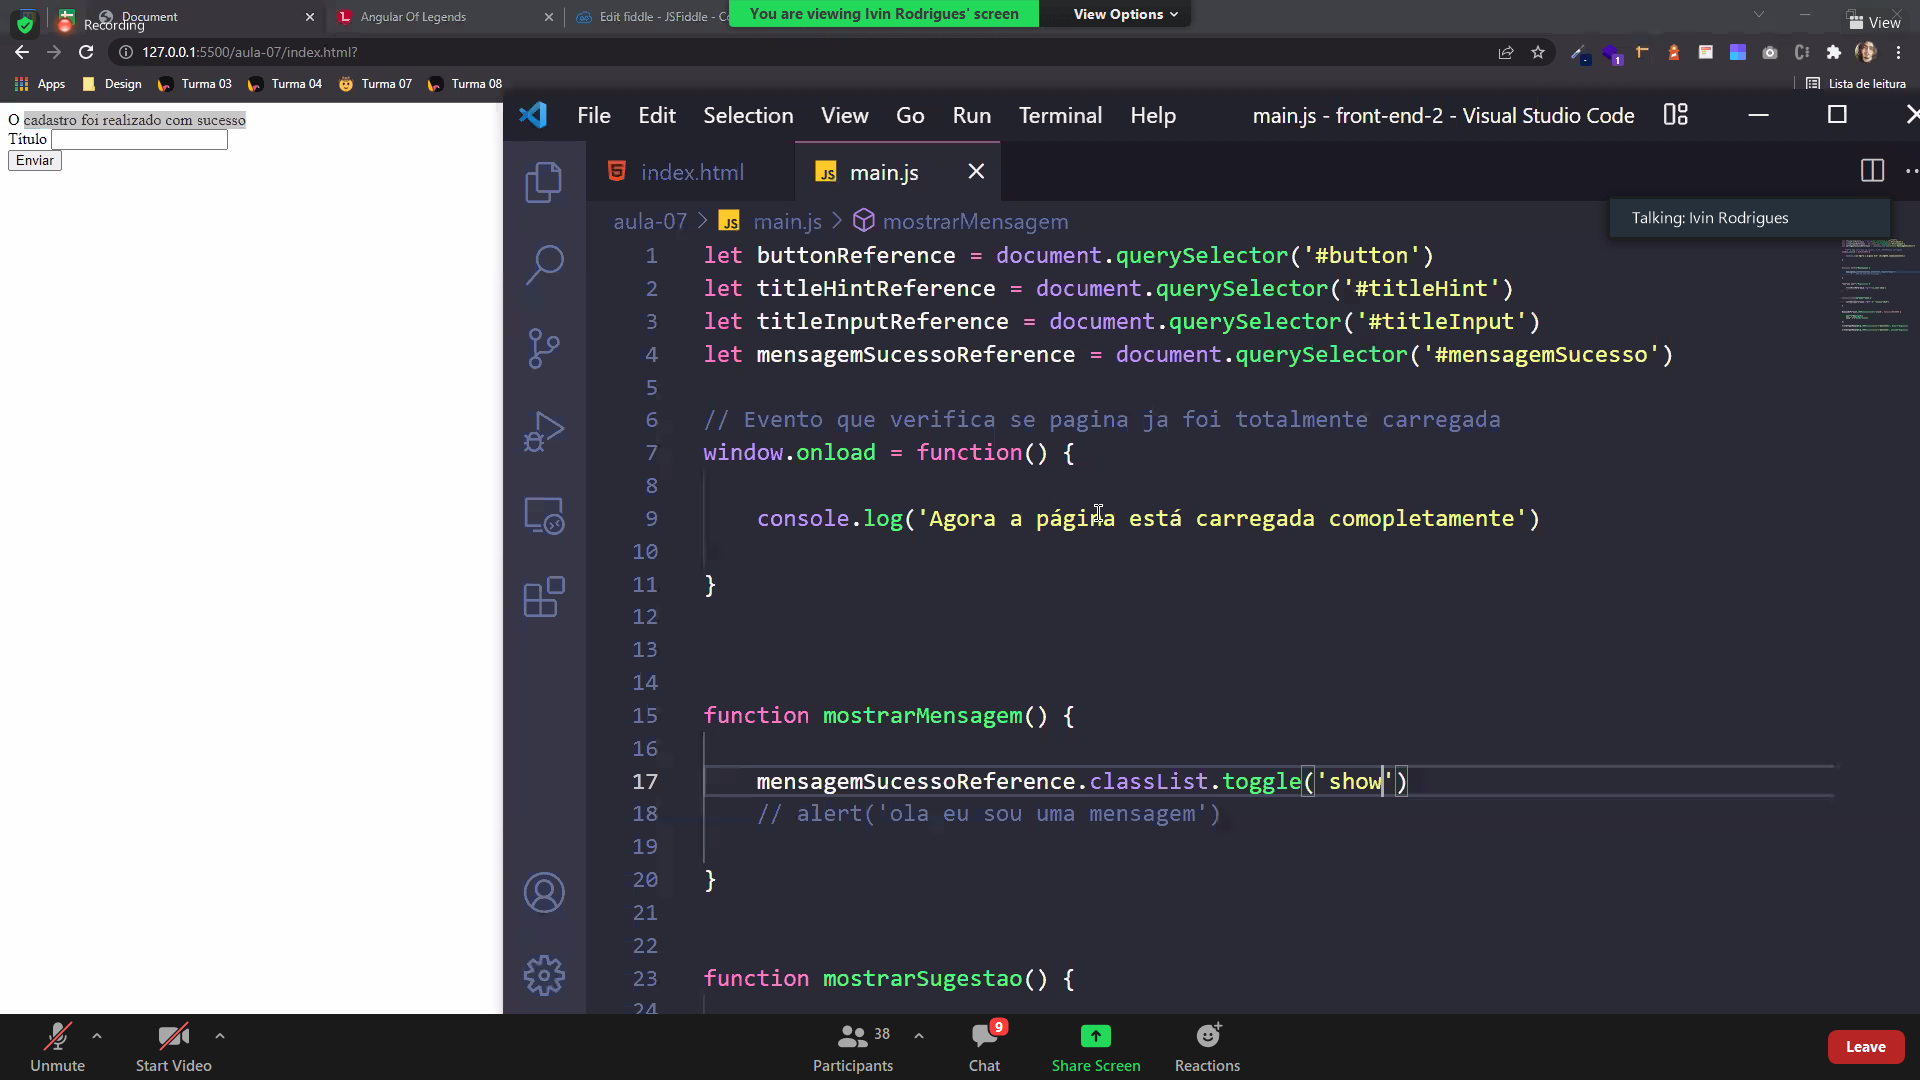 Document
Angular Of Legends
Edit fiddle - JSFiddle - Co
You are viewing Ivin Rodrigues' screen
View Options
View
Recording
127.0.0.1:5500/aula-07/index.html?
1
Apps
Design
Turma 03
Turma 04
Turma 07
Turma 08
Lista de leitura
O cadastro foi realizado com sucesso
Título
Enviar
File Edit Selection View Go Run Terminal Help
main.js - front-end-2 - Visual Studio Code
index.html
JS main.js
Talking: Ivin Rodrigues
aula-07 > JS main.js > mostrarMensagem
1 let buttonReference = document.querySelector('#button')
2 let titleHintReference = document.querySelector('#titleHint')
3 let titleInputReference = document.querySelector('#titleInput')
4 let mensagemSucessoReference = document.querySelector('#mensagemSucesso')
5
6 // Evento que verifica se pagina ja foi totalmente carregada
7 window.onload = function() {
8
9 console.log('Agora a página está carregada comopletamente')
10
11 }
12
13
14
15 function mostrarMensagem() {
16
17 mensagemSucessoReference.classList.toggle('show')
18 // alert('ola eu sou uma mensagem')
19
20 }
21
22
23 function mostrarSugestao() {
24
Unmute
Start Video
38
Participants
9
Chat
Share Screen
Reactions
Leave